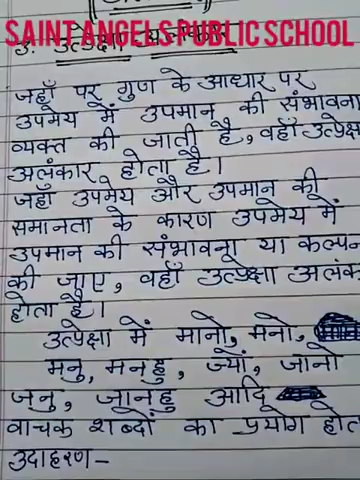 SAINT ANGELS PUBLIC SCHOOL
3. उत्प्रेक्षा अलंकार
जहाँ पर गुण के आधार पर
उपमेय में उपमान की संभावना
व्यक्त की जाती है, वहाँ उत्प्रेक्ष
अलंकार होता है।
जहाँ उपमेय और उपमान की
समानता के कारण उपमेय में
उपमान की संभावना या कल्पन
की जाए, वहाँ उत्प्रेक्षा अलंक
होता है।
उत्प्रेक्षा में मानो, मनो,
मनु, मनहु, ज्यों, जानो
जनु, जानहु आदि
वाचक शब्दों का प्रयोग होत
उदाहरण –